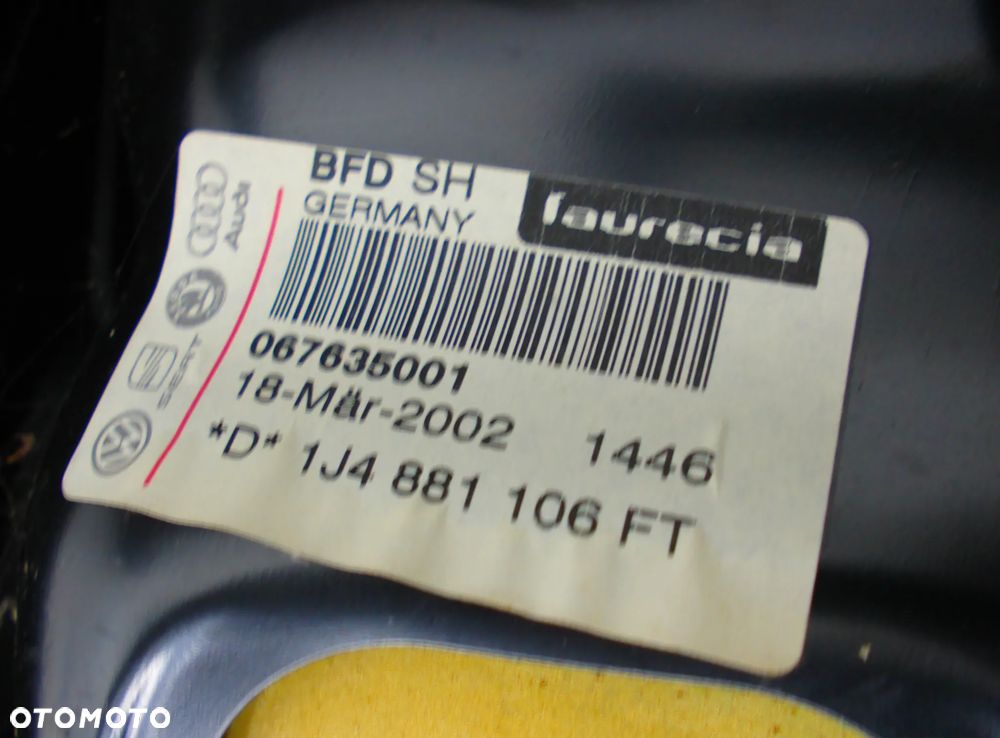 BFD SH
GERMANY
faurecia
Audi
SEAT
067635001
18-Mär-2002 1446
*D* 1J4 881 106 FT
OTOMOTO